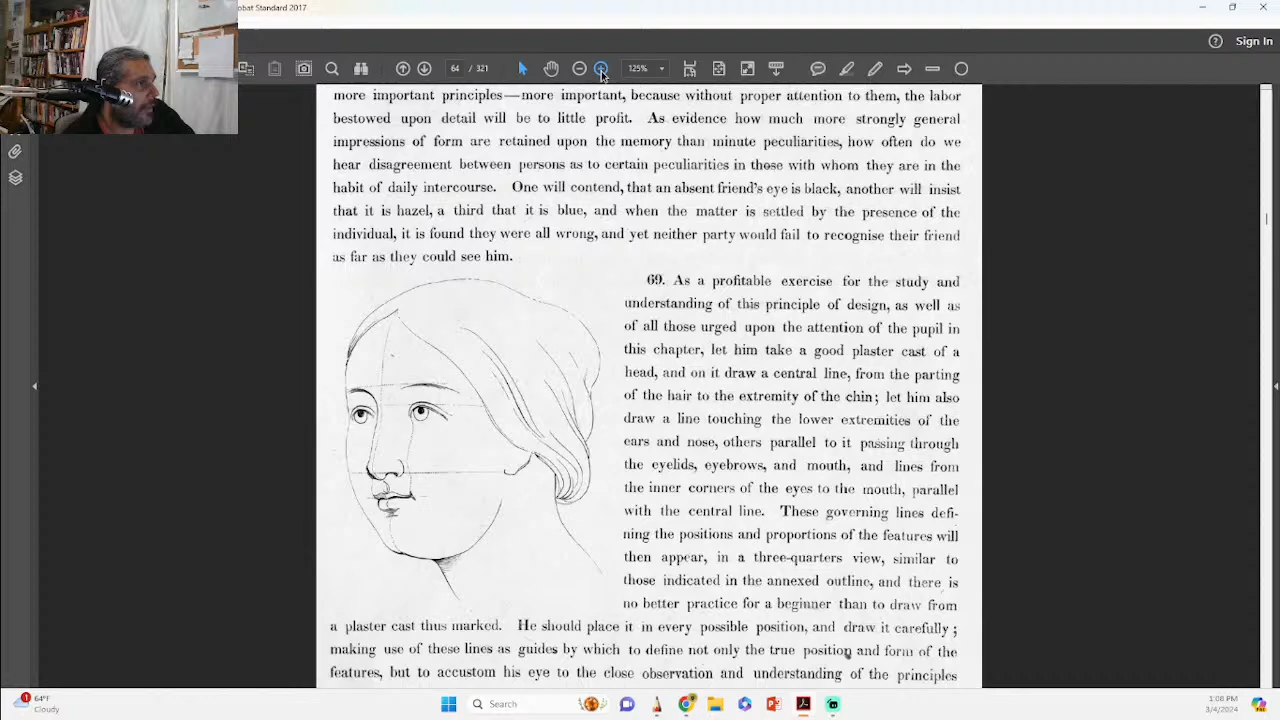 obat Standard 2017
Sign In
64 / 321
125%
more important principles—more important, because without proper attention to them, the labor
bestowed upon detail will be to little profit. As evidence how much more strongly general
impressions of form are retained upon the memory than minute peculiarities, how often do we
hear disagreement between persons as to certain peculiarities in those with whom they are in the
habit of daily intercourse. One will contend, that an absent friend's eye is black, another will insist
that it is hazel, a third that it is blue, and when the matter is settled by the presence of the
individual, it is found they were all wrong, and yet neither party would fail to recognise their friend
as far as they could see him.
69. As a profitable exercise for the study and
understanding of this principle of design, as well as
of all those urged upon the attention of the pupil in
this chapter, let him take a good plaster cast of a
head, and on it draw a central line, from the parting
of the hair to the extremity of the chin; let him also
draw a line touching the lower extremities of the
ears and nose, others parallel to it passing through
the eyelids, eyebrows, and mouth, and lines from
the inner corners of the eyes to the mouth, parallel
with the central line. These governing lines defi-
ning the positions and proportions of the features will
then appear, in a three-quarters view, similar to
those indicated in the annexed outline, and there is
no better practice for a beginner than to draw from
a plaster cast thus marked. He should place it in every possible position, and draw it carefully;
making use of these lines as guides by which to define not only the true position and form of the
features, but to accustom his eye to the close observation and understanding of the principles
1
64°F
Cloudy
Search
1:08 PM
3/4/2024